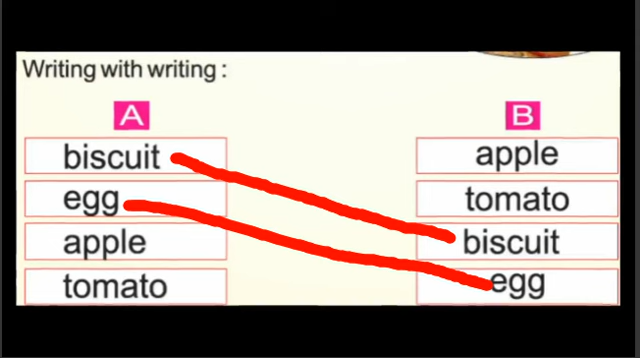 Writing with writing :
A B
biscuit apple
egg tomato
apple biscuit
tomato egg